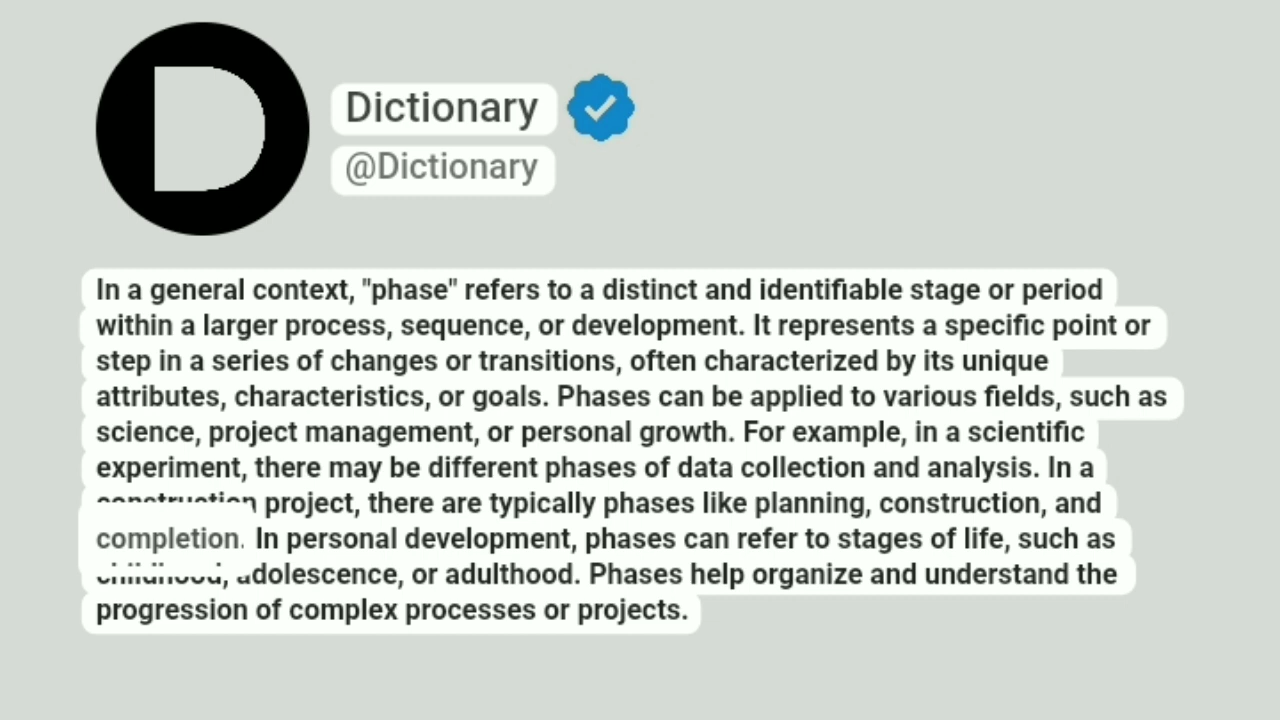 D
Dictionary
@Dictionary
In a general context, "phase" refers to a distinct and identifiable stage or period
within a larger process, sequence, or development. It represents a specific point or
step in a series of changes or transitions, often characterized by its unique
attributes, characteristics, or goals. Phases can be applied to various fields, such as
science, project management, or personal growth. For example, in a scientific
experiment, there may be different phases of data collection and analysis. In a
construction project, there are typically phases like planning, construction, and
completion. In personal development, phases can refer to stages of life, such as
childhood, adolescence, or adulthood. Phases help organize and understand the
progression of complex processes or projects.